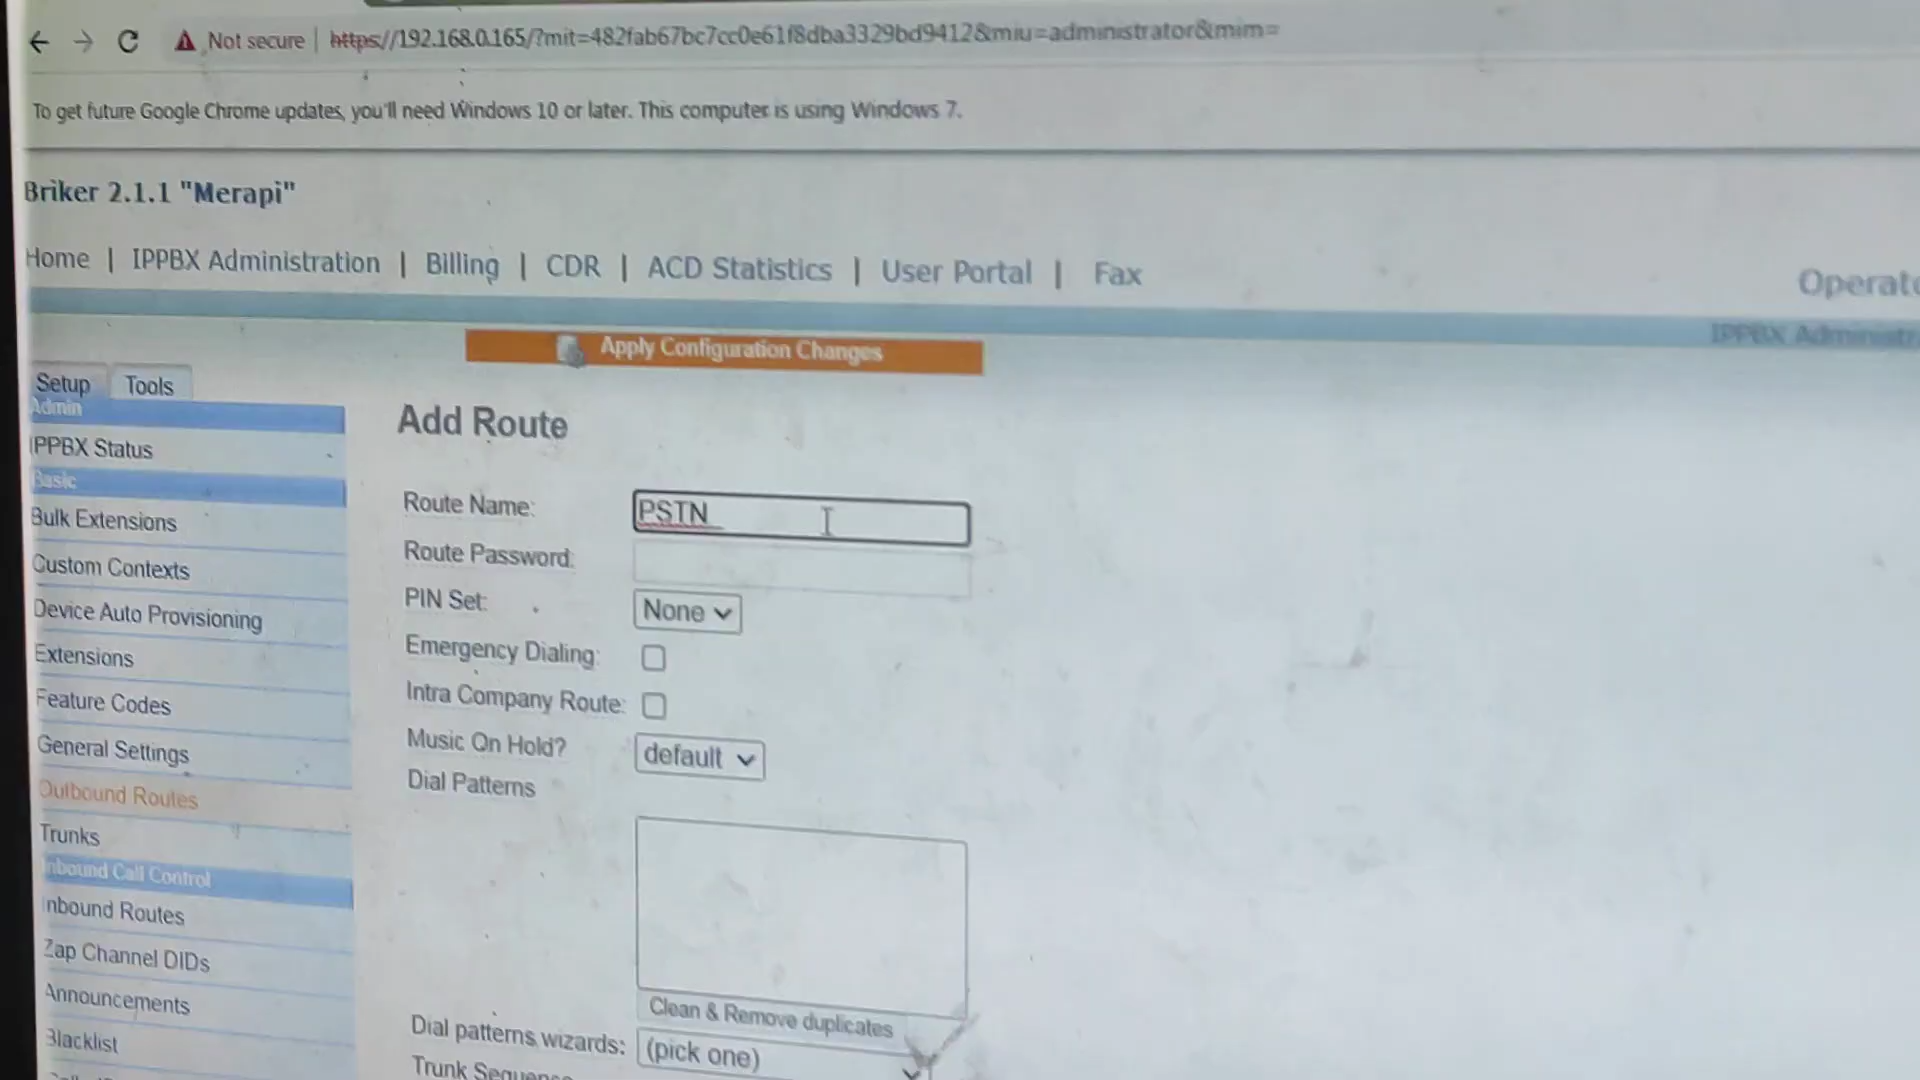 Not secure | https://192.168.0.165/?mit=482fab67bc7cc0e61f8dba3329bd9412&miu=administrator&mim=
To get future Google Chrome updates, you'll need Windows 10 or later. This computer is using Windows 7.
Briker 2.1.1 "Merapi"
Home | IPPBX Administration | Billing | CDR | ACD Statistics | User Portal | Fax
IPPBX
Apply Configuration Changes
Setup Tools
Admin
IPPBX Status
Basic
Bulk Extensions
Custom Contexts
Device Auto Provisioning
Extensions
Feature Codes
General Settings
Outbound Routes
Trunks
Inbound Call Control
Inbound Routes
Zap Channel DIDs
Announcements
Blacklist
Add Route
Route Name: PSTN
Route Password:
PIN Set: None
Emergency Dialing:
Intra Company Route:
Music On Hold? default
Dial Patterns
Clean & Remove duplicates
Dial patterns wizards: (pick one)
Trunk